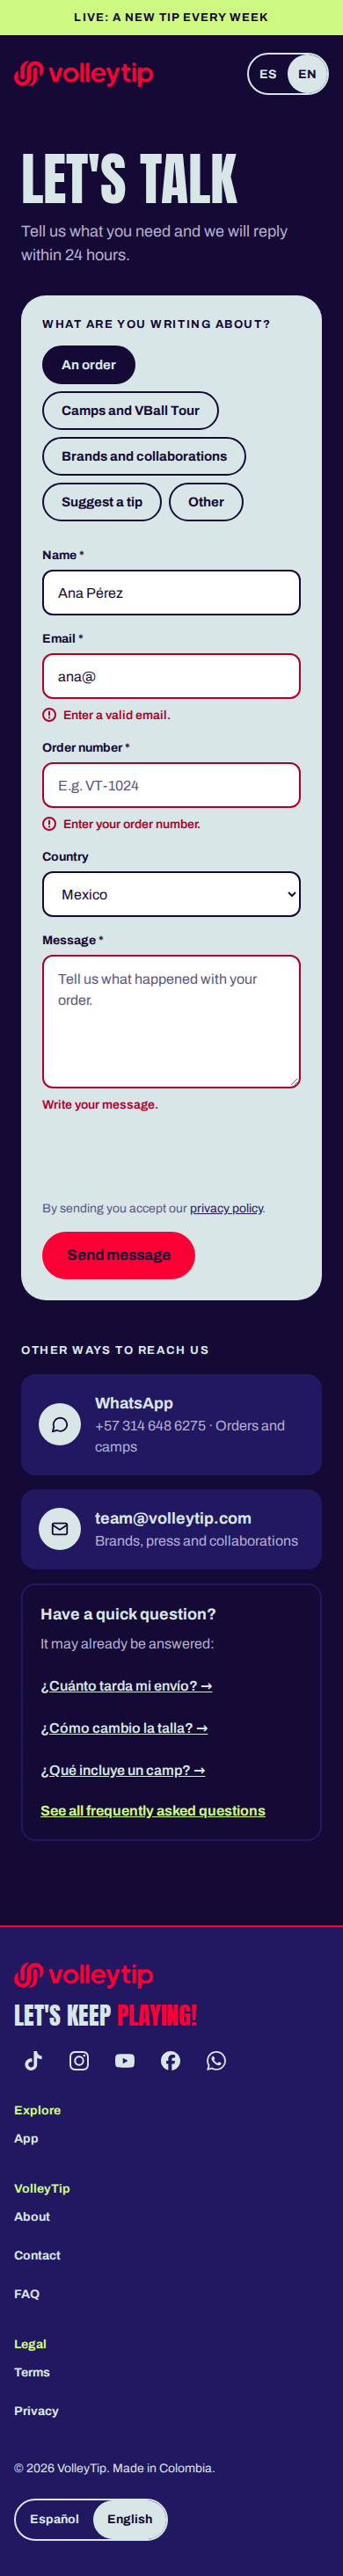 LIVE: A NEW TIP EVERY WEEK
volleytip
ES EN
LET'S TALK
Tell us what you need and we will reply
within 24 hours.
WHAT ARE YOU WRITING ABOUT?
An order
Camps and VBall Tour
Brands and collaborations
Suggest a tip Other
Name *
Ana Pérez
Email *
ana@
Enter a valid email.
Order number *
E.g. VT-1024
Enter your order number.
Country
Mexico
Message *
Tell us what happened with your
order.
Write your message.
By sending you accept our privacy policy.
Send message
OTHER WAYS TO REACH US
WhatsApp
+57 314 648 6275 · Orders and
camps
team@volleytip.com
Brands, press and collaborations
Have a quick question?
It may already be answered:
¿Cuánto tarda mi envío? →
¿Cómo cambio la talla? →
¿Qué incluye un camp? →
See all frequently asked questions
volleytip
LET'S KEEP PLAYING!
Explore
App
VolleyTip
About
Contact
FAQ
Legal
Terms
Privacy
© 2026 VolleyTip. Made in Colombia.
Español English